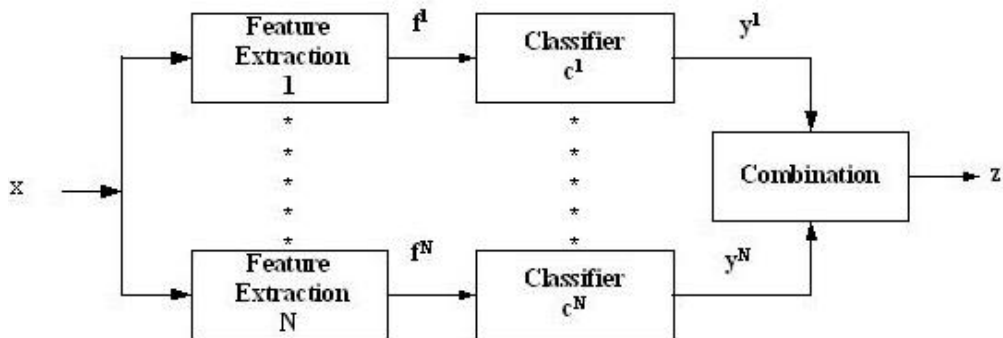 Feature
Extraction
1
f¹
Classifier
c¹
y¹
* *
* *
x
* *
Combination
z
* *
* *
Feature
Extraction
N
fᴺ
Classifier
cᴺ
yᴺ